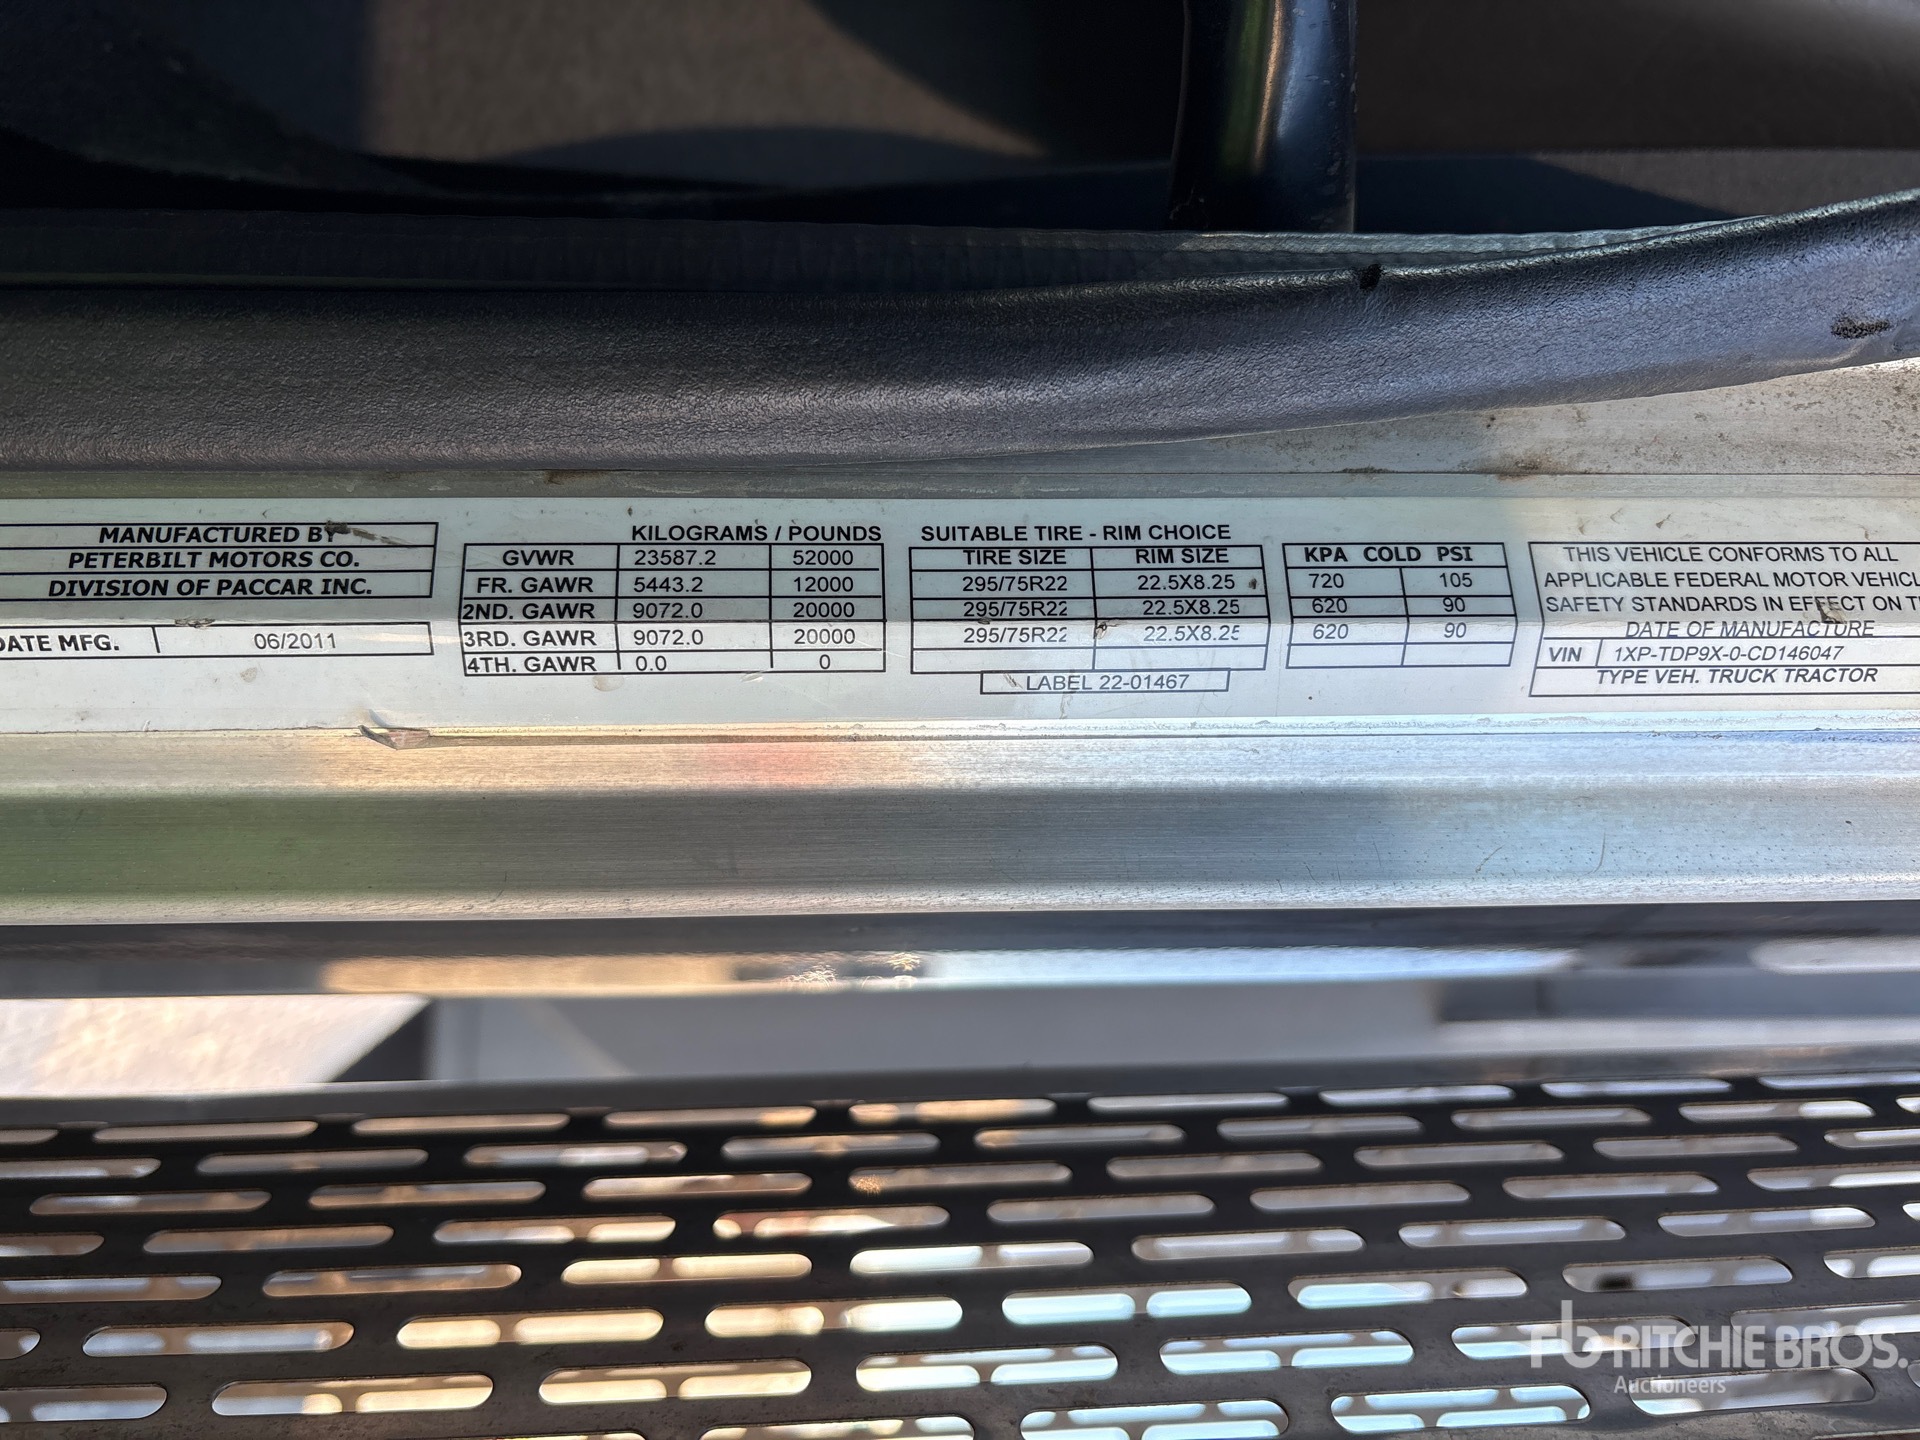 MANUFACTURED BY
PETERBILT MOTORS CO.
DIVISION OF PACCAR INC.
DATE MFG. 06/2011
KILOGRAMS / POUNDS
GVWR 23587.2 52000
FR. GAWR 5443.2 12000
2ND. GAWR 9072.0 20000
3RD. GAWR 9072.0 20000
4TH. GAWR 0.0 0
SUITABLE TIRE - RIM CHOICE
TIRE SIZE RIM SIZE
295/75R22 22.5X8.25
295/75R22 22.5X8.25
295/75R22 22.5X8.25
LABEL 22-01467
KPA COLD PSI
720 105
620 90
620 90
THIS VEHICLE CONFORMS TO ALL
APPLICABLE FEDERAL MOTOR VEHICL
SAFETY STANDARDS IN EFFECT ON T
DATE OF MANUFACTURE
VIN 1XP-TDP9X-0-CD146047
TYPE VEH. TRUCK TRACTOR
rb RITCHIE BROS.
Auctioneers